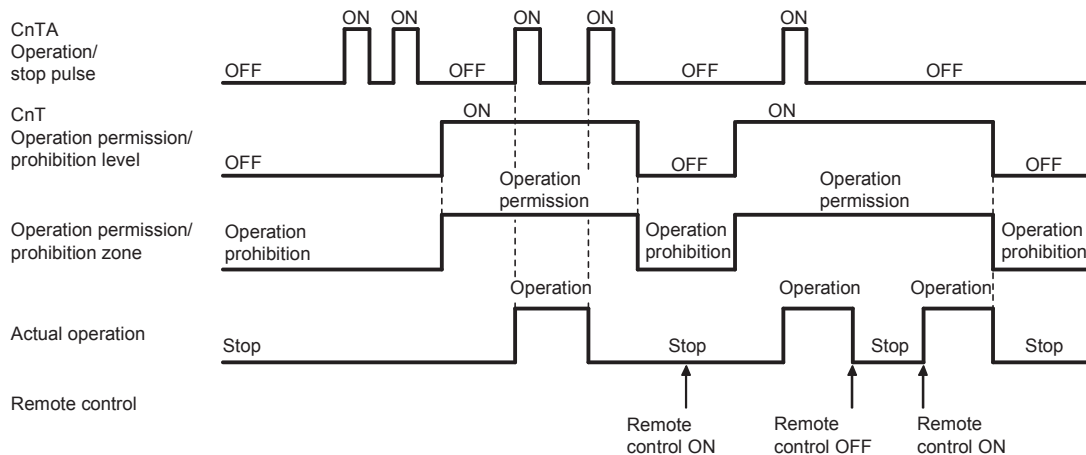 CnTA
Operation/
stop pulse
ON ON ON ON ON
OFF OFF OFF OFF
CnT
Operation permission/
prohibition level
ON ON
OFF OFF OFF
Operation permission/
prohibition zone
Operation
permission
Operation
permission
Operation
prohibition
Operation
prohibition
Operation
prohibition
Actual operation
Operation Operation Operation
Stop Stop Stop Stop
Remote control
Remote
control ON
Remote
control OFF
Remote
control ON